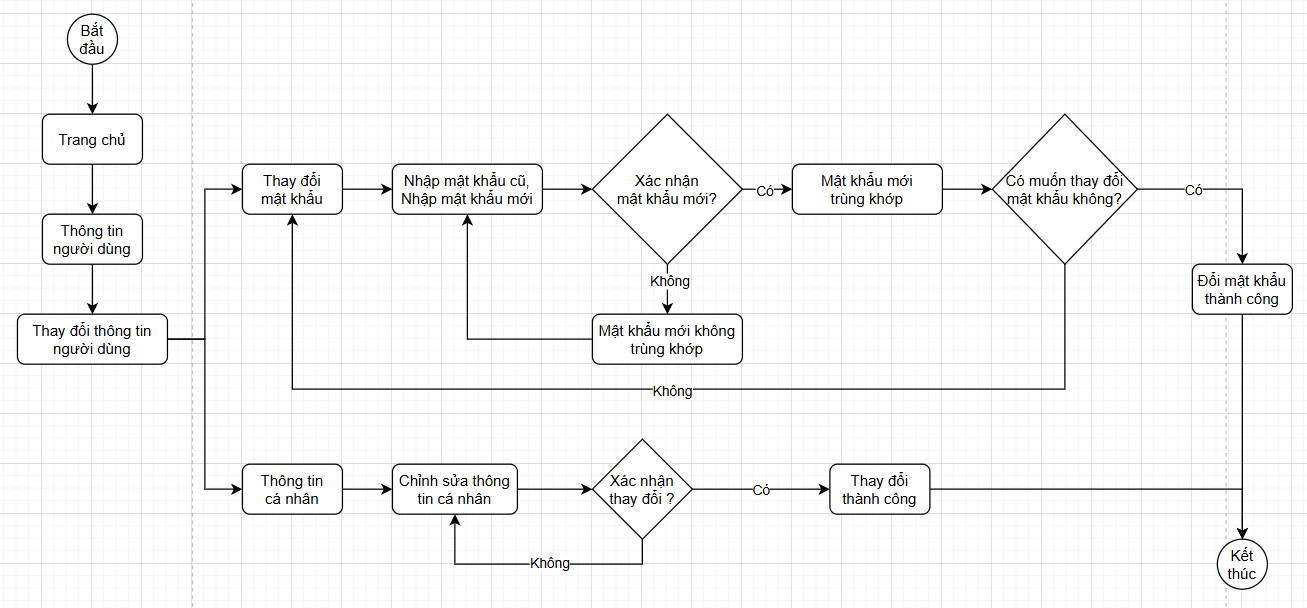 Bắt
đầu
Trang chủ
Thông tin
người dùng
Thay đổi thông tin
người dùng
Thay đổi
mật khẩu
Nhập mật khẩu cũ,
Nhập mật khẩu mới
Xác nhận
mật khẩu mới?
Có
Mật khẩu mới
trùng khớp
Có muốn thay đổi
mật khẩu không?
Có
Đổi mật khẩu
thành công
Không
Mật khẩu mới không
trùng khớp
Không
Thông tin
cá nhân
Chỉnh sửa thông
tin cá nhân
Xác nhận
thay đổi ?
Có
Thay đổi
thành công
Không
Kết
thúc